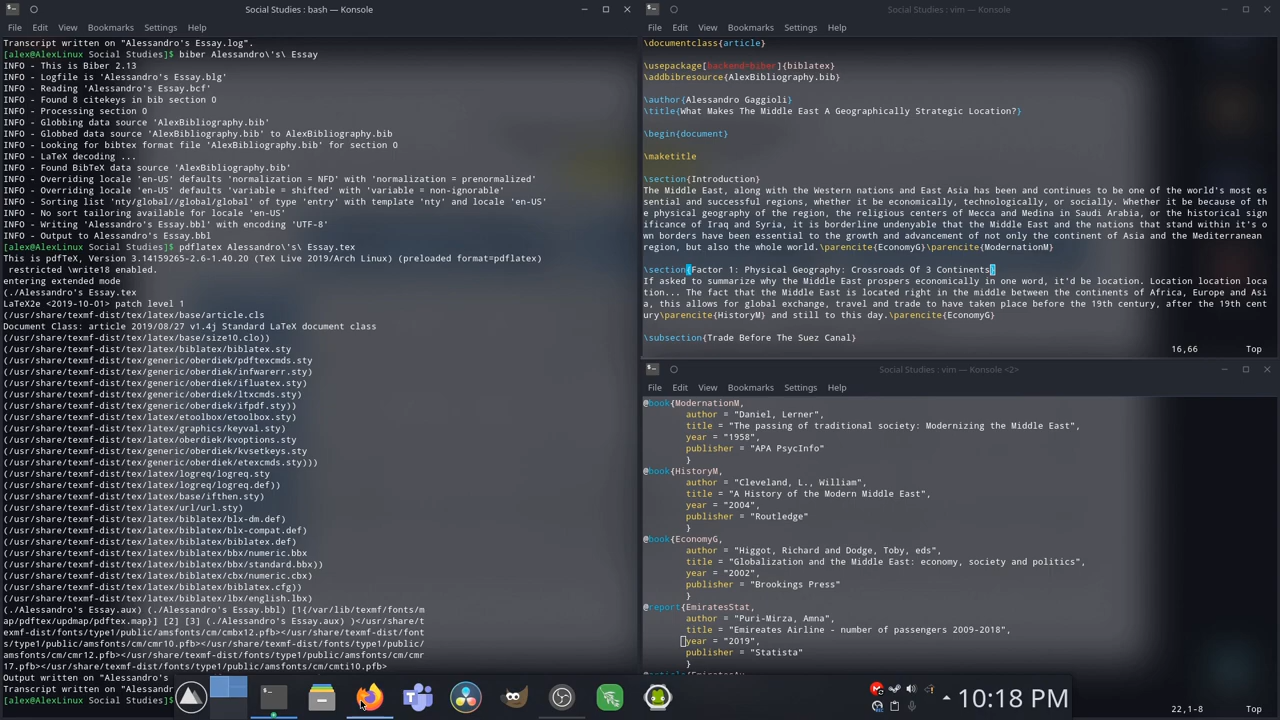 Social Studies : bash — Konsole
File Edit View Bookmarks Settings Help
Transcript written on "Alessandro's Essay.log".
[alex@AlexLinux Social Studies]$ biber Alessandro\'s\ Essay
INFO - This is Biber 2.13
INFO - Logfile is 'Alessandro's Essay.blg'
INFO - Reading 'Alessandro's Essay.bcf'
INFO - Found 8 citekeys in bib section 0
INFO - Processing section 0
INFO - Globbing data source 'AlexBibliography.bib'
INFO - Globbed data source 'AlexBibliography.bib' to AlexBibliography.bib
INFO - Looking for bibtex format file 'AlexBibliography.bib' for section 0
INFO - LaTeX decoding ...
INFO - Found BibTeX data source 'AlexBibliography.bib'
INFO - Overriding locale 'en-US' defaults 'normalization = NFD' with 'normalization = prenormalized'
INFO - Overriding locale 'en-US' defaults 'variable = shifted' with 'variable = non-ignorable'
INFO - Sorting list 'nty/global//global/global' of type 'entry' with template 'nty' and locale 'en-US'
INFO - No sort tailoring available for locale 'en-US'
INFO - Writing 'Alessandro's Essay.bbl' with encoding 'UTF-8'
INFO - Output to Alessandro's Essay.bbl
[alex@AlexLinux Social Studies]$ pdflatex Alessandro\'s\ Essay.tex
This is pdfTeX, Version 3.14159265-2.6-1.40.20 (TeX Live 2019/Arch Linux) (preloaded format=pdflatex)
 restricted \write18 enabled.
entering extended mode
(./Alessandro's Essay.tex
LaTeX2e <2019-10-01> patch level 1
(/usr/share/texmf-dist/tex/latex/base/article.cls
Document Class: article 2019/08/27 v1.4j Standard LaTeX document class
(/usr/share/texmf-dist/tex/latex/base/size10.clo))
(/usr/share/texmf-dist/tex/latex/biblatex/biblatex.sty
(/usr/share/texmf-dist/tex/generic/oberdiek/pdftexcmds.sty
(/usr/share/texmf-dist/tex/generic/oberdiek/infwarerr.sty)
(/usr/share/texmf-dist/tex/generic/oberdiek/ifluatex.sty)
(/usr/share/texmf-dist/tex/generic/oberdiek/ltxcmds.sty)
(/usr/share/texmf-dist/tex/generic/oberdiek/ifpdf.sty))
(/usr/share/texmf-dist/tex/latex/etoolbox/etoolbox.sty)
(/usr/share/texmf-dist/tex/latex/graphics/keyval.sty)
(/usr/share/texmf-dist/tex/latex/oberdiek/kvoptions.sty
(/usr/share/texmf-dist/tex/generic/oberdiek/kvsetkeys.sty
(/usr/share/texmf-dist/tex/generic/oberdiek/etexcmds.sty)))
(/usr/share/texmf-dist/tex/latex/logreq/logreq.sty
(/usr/share/texmf-dist/tex/latex/logreq/logreq.def))
(/usr/share/texmf-dist/tex/latex/base/ifthen.sty)
(/usr/share/texmf-dist/tex/latex/url/url.sty)
(/usr/share/texmf-dist/tex/latex/biblatex/blx-dm.def)
(/usr/share/texmf-dist/tex/latex/biblatex/blx-compat.def)
(/usr/share/texmf-dist/tex/latex/biblatex/biblatex.def)
(/usr/share/texmf-dist/tex/latex/biblatex/bbx/numeric.bbx
(/usr/share/texmf-dist/tex/latex/biblatex/bbx/standard.bbx))
(/usr/share/texmf-dist/tex/latex/biblatex/cbx/numeric.cbx)
(/usr/share/texmf-dist/tex/latex/biblatex/biblatex.cfg))
(/usr/share/texmf-dist/tex/latex/biblatex/lbx/english.lbx)
(./Alessandro's Essay.aux) (./Alessandro's Essay.bbl) [1{/var/lib/texmf/fonts/m
ap/pdftex/updmap/pdftex.map}] [2] [3] (./Alessandro's Essay.aux) )</usr/share/t
exmf-dist/fonts/type1/public/amsfonts/cm/cmbx12.pfb></usr/share/texmf-dist/font
s/type1/public/amsfonts/cm/cmr10.pfb></usr/share/texmf-dist/fonts/type1/public/
amsfonts/cm/cmr12.pfb></usr/share/texmf-dist/fonts/type1/public/amsfonts/cm/cmr
17.pfb></usr/share/texmf-dist/fonts/type1/public/amsfonts/cm/cmti10.pfb>
Output written on "Alessandro's
Transcript written on "Alessandro's
[alex@AlexLinux Social Studies]$
Social Studies : vim — Konsole
File Edit View Bookmarks Settings Help
\documentclass{article}
\usepackage[backend=biber]{biblatex}
\addbibresource{AlexBibliography.bib}
\author{Alessandro Gaggioli}
\title{What Makes The Middle East A Geographically Strategic Location?}
\begin{document}
\maketitle
\section{Introduction}
The Middle East, along with the Western nations and East Asia has been and continues to be one of the world's most es
sential and successful regions, whether it be economically, technologically, or socially. Whether it be because of th
e physical geography of the region, the religious centers of Mecca and Medina in Saudi Arabia, or the historical sign
ificance of Iraq and Syria, it is borderline undeniable that the Middle East and the nations that stand within it's o
wn borders have been essential to the growth and advancement of not only the continent of Asia and the Mediterranean
region, but also the whole world.\parencite{EconomyG}\parencite{ModernationM}
\section{Factor 1: Physical Geography: Crossroads Of 3 Continents}
If asked to summarize why the Middle East prospers economically in one word, it'd be location. Location location loca
tion... The fact that the Middle East is located right in the middle between the continents of Africa, Europe and Asi
a, this allows for global exchange, travel and trade to have taken place before the 19th century, after the 19th cent
ury\parencite{HistoryM} and still to this day.\parencite{EconomyG}
\subsection{Trade Before The Suez Canal}
16,66 Top
Social Studies : vim — Konsole <2>
File Edit View Bookmarks Settings Help
@book{ModernationM,
author = "Daniel, Lerner",
title = "The passing of traditional society: Modernizing the Middle East",
year = "1958",
publisher = "APA PsycInfo"
}
@book{HistoryM,
author = "Cleveland, L., William",
title = "A History of the Modern Middle East",
year = "2004",
publisher = "Routledge"
}
@book{EconomyG,
author = "Higgot, Richard and Dodge, Toby, eds",
title = "Globalization and the Middle East: economy, society and politics",
year = "2002",
publisher = "Brookings Press"
}
@report{EmiratesStat,
author = "Puri-Mirza, Amna",
title = "Emireates Airline - number of passengers 2009-2018",
year = "2019",
publisher = "Statista"
}
22,1-8 Top
10:18 PM